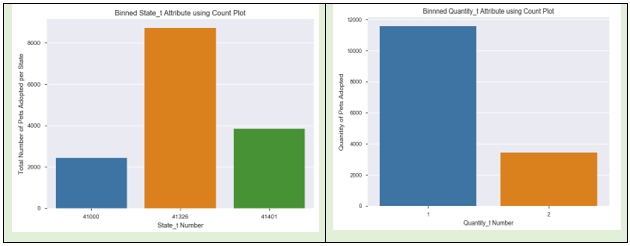 Binned State_t Attribute using Count Plot
Total Number of Pets Adopted per State
8000
6000
4000
2000
0
41000 41326 41401
State_t Number
Binnned Quantity_t Attribute using Count Plot
Quantity of Pets Adopted
12000
10000
8000
6000
4000
2000
0
1 2
Quantity_t Number